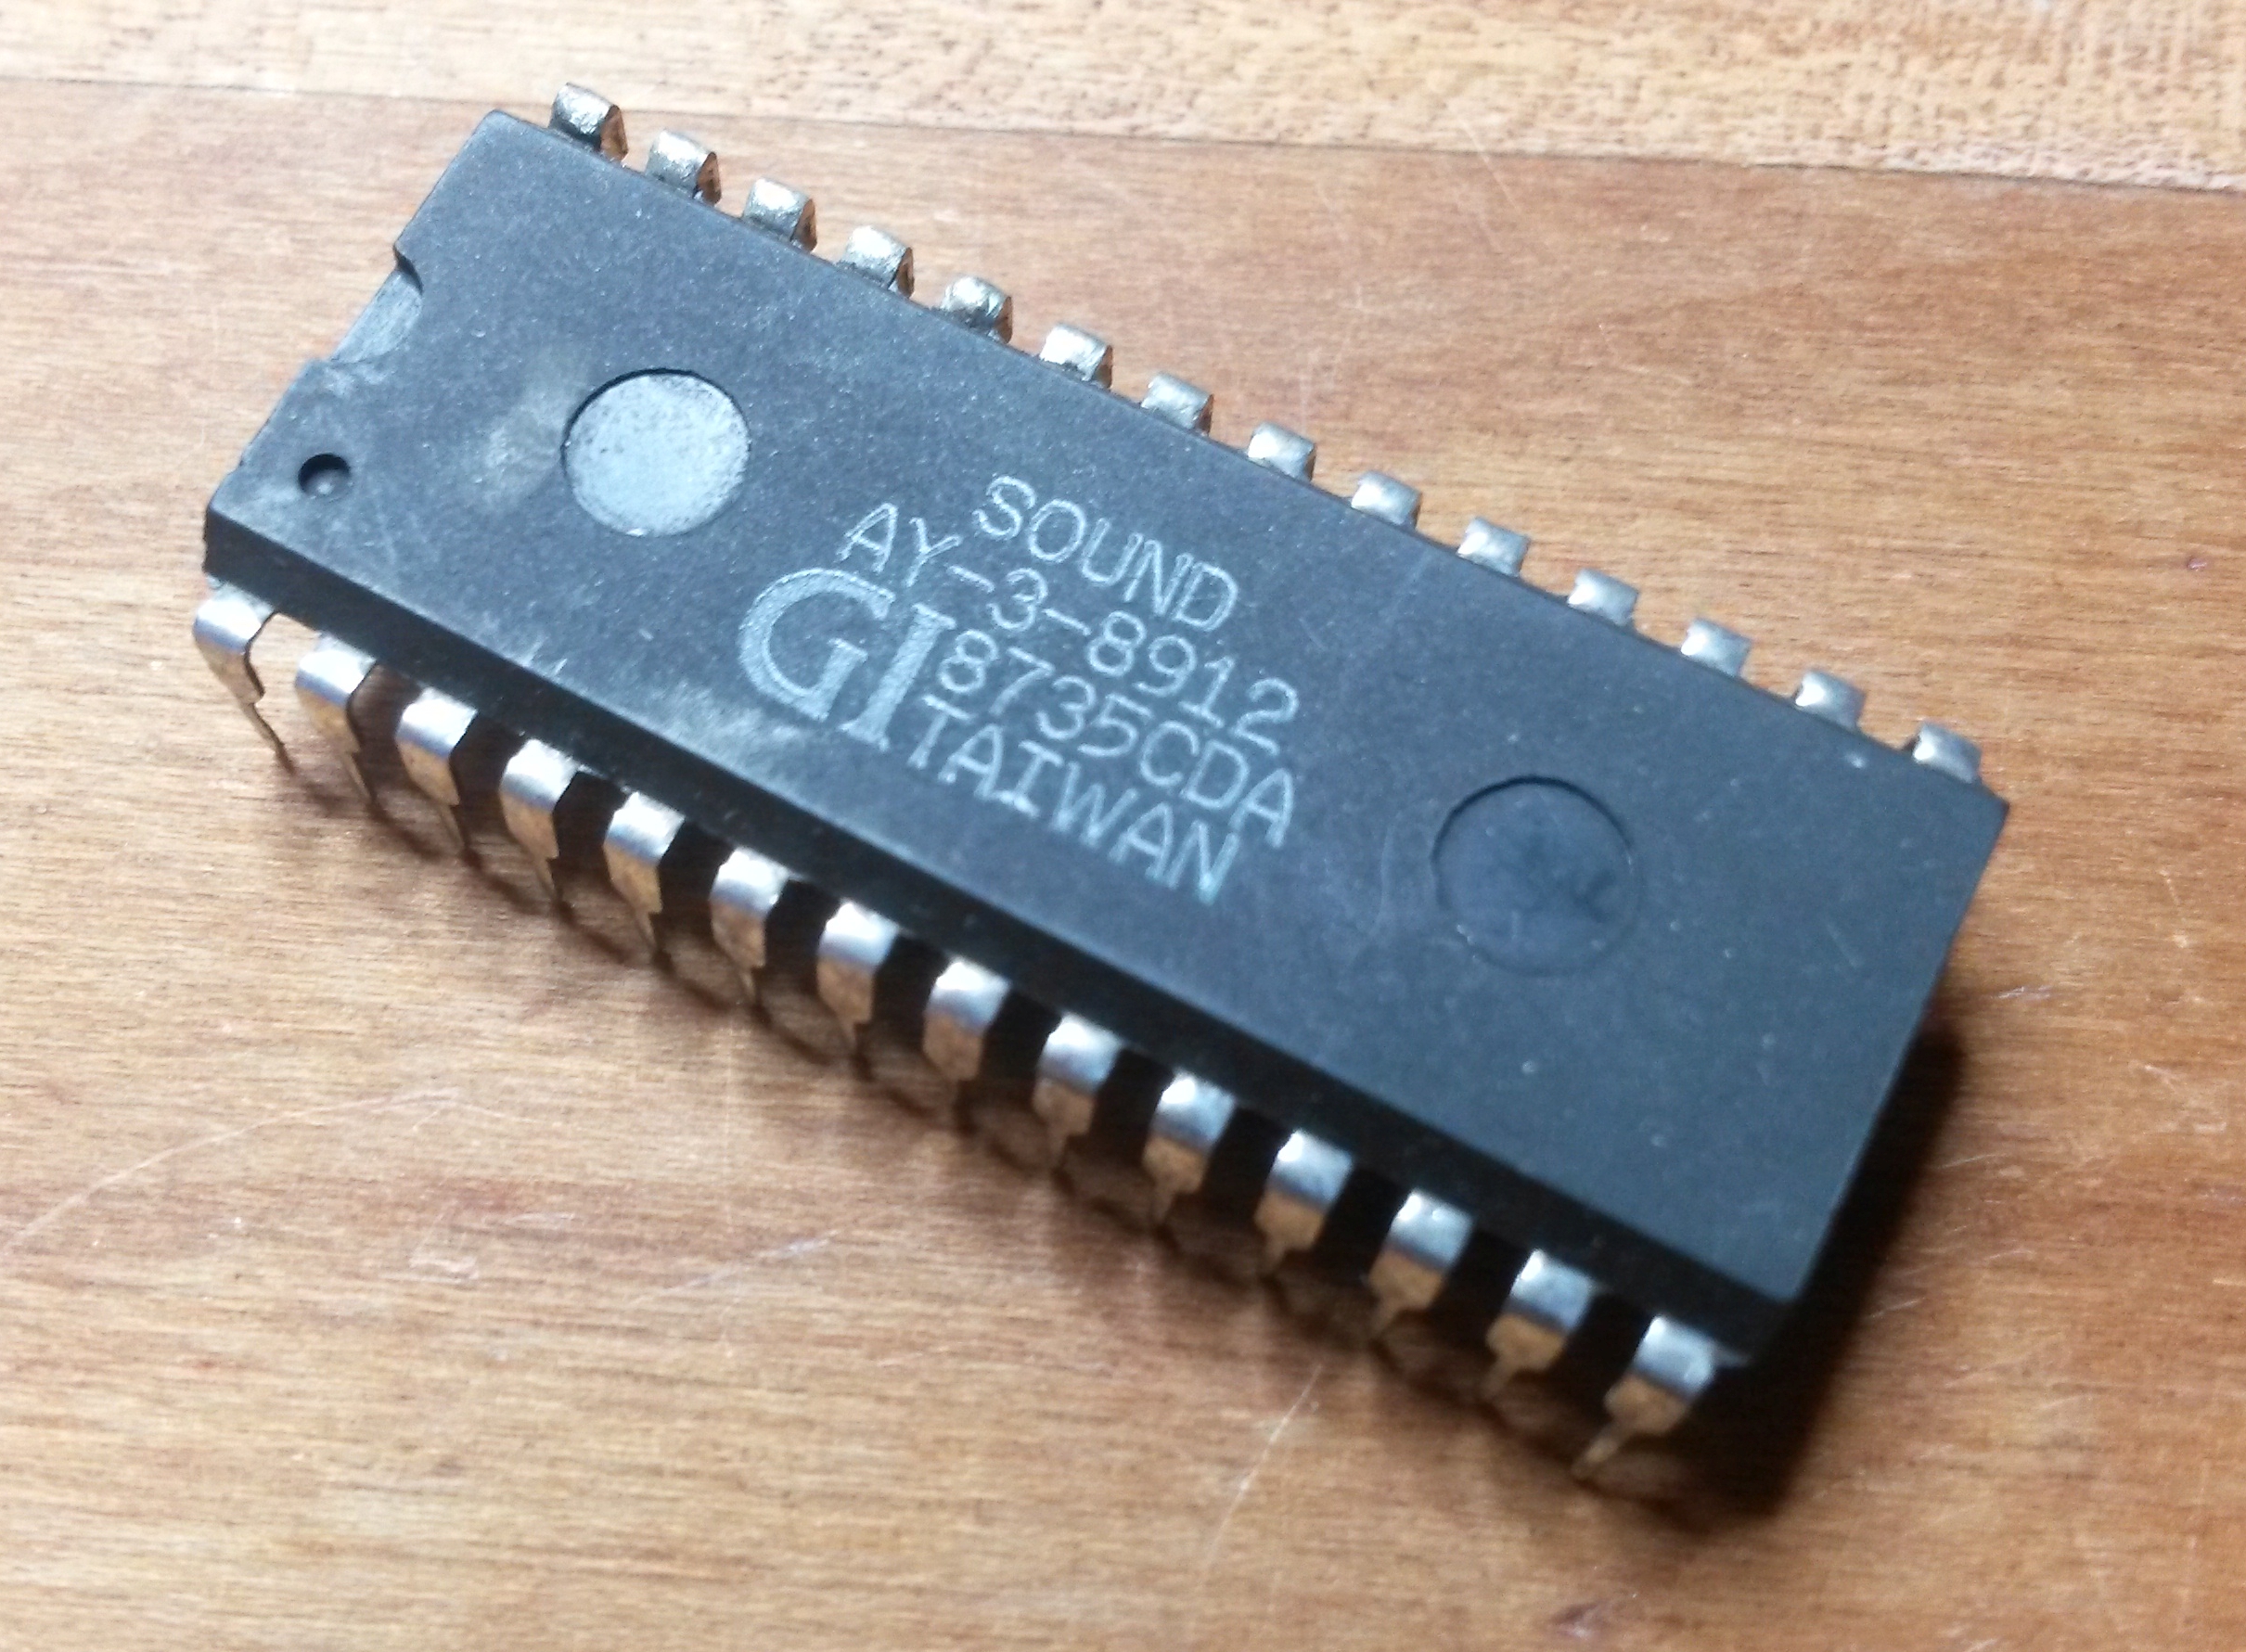 SOUND
AY-3-8912
GI 8735CDA
TAIWAN